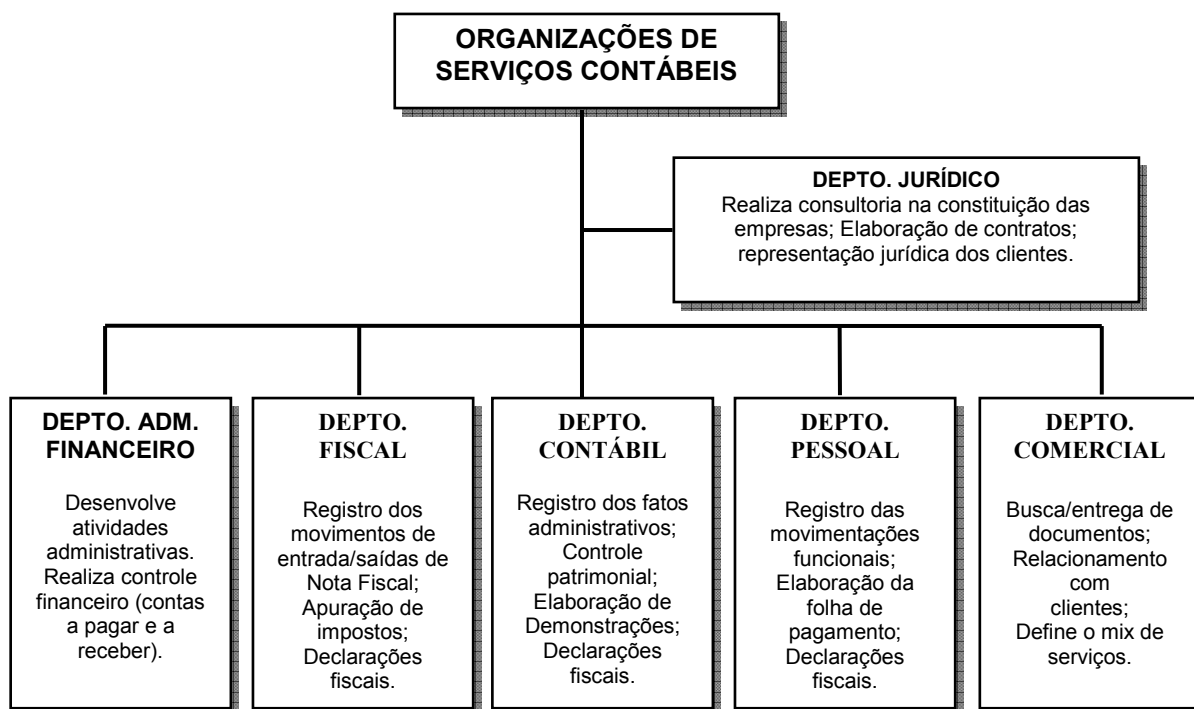 ORGANIZAÇÕES DE
SERVIÇOS CONTÁBEIS
DEPTO. JURÍDICO
Realiza consultoria na constituição das
empresas; Elaboração de contratos;
representação jurídica dos clientes.
DEPTO. ADM.
FINANCEIRO
Desenvolve
atividades
administrativas.
Realiza controle
financeiro (contas
a pagar e a
receber).
DEPTO.
FISCAL
Registro dos
movimentos de
entrada/saídas de
Nota Fiscal;
Apuração de
impostos;
Declarações
fiscais.
DEPTO.
CONTÁBIL
Registro dos fatos
administrativos;
Controle
patrimonial;
Elaboração de
Demonstrações;
Declarações
fiscais.
DEPTO.
PESSOAL
Registro das
movimentações
funcionais;
Elaboração da
folha de
pagamento;
Declarações
fiscais.
DEPTO.
COMERCIAL
Busca/entrega de
documentos;
Relacionamento
com
clientes;
Define o mix de
serviços.